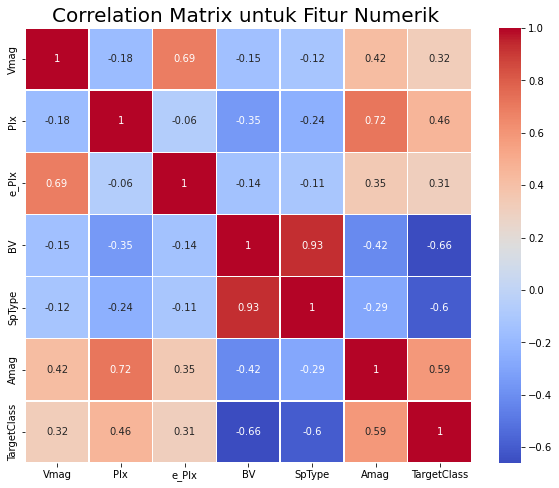 Correlation Matrix untuk Fitur Numerik
Vmag 1 -0.18 0.69 -0.15 -0.12 0.42 0.32
Plx -0.18 1 -0.06 -0.35 -0.24 0.72 0.46
e_Plx 0.69 -0.06 1 -0.14 -0.11 0.35 0.31
BV -0.15 -0.35 -0.14 1 0.93 -0.42 -0.66
SpType -0.12 -0.24 -0.11 0.93 1 -0.29 -0.6
Amag 0.42 0.72 0.35 -0.42 -0.29 1 0.59
TargetClass 0.32 0.46 0.31 -0.66 -0.6 0.59 1
Vmag Plx e_Plx BV SpType Amag TargetClass
1.0
0.8
0.6
0.4
0.2
0.0
−0.2
−0.4
−0.6